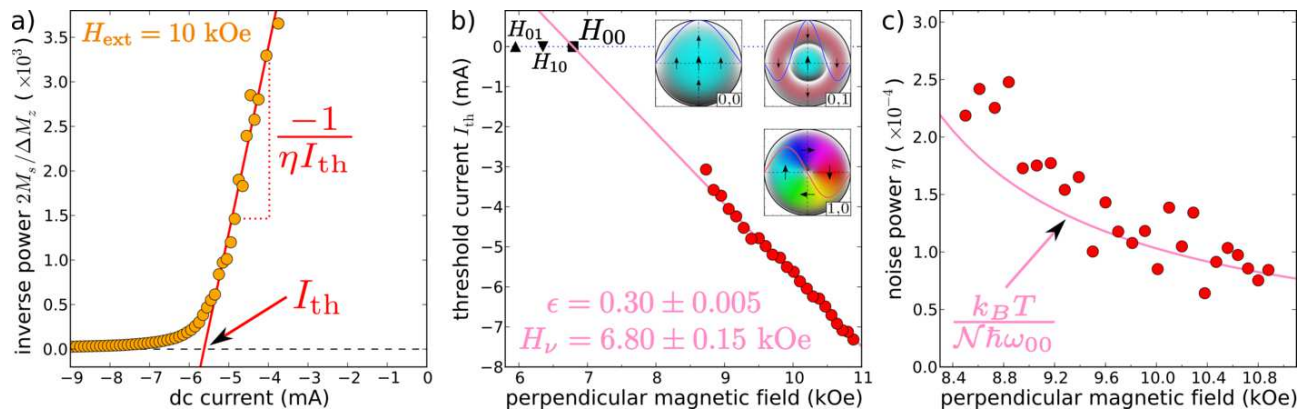 a)
inverse power 2M_s/ΔM_z (×10^3)
3.5
3.0
2.5
2.0
1.5
1.0
0.5
0.0
H_ext = 10 kOe
-1
ηI_th
I_th
-9 -8 -7 -6 -5 -4 -3 -2 -1 0
dc current (mA)
b)
threshold current I_th (mA)
1
0
-1
-2
-3
-4
-5
-6
-7
-8
H_01
H_10
H_00
0,0
0,1
1,0
ϵ = 0.30 ± 0.005
H_ν = 6.80 ± 0.15 kOe
6 7 8 9 10 11
perpendicular magnetic field (kOe)
c)
noise power η (×10^-4)
3.0
2.5
2.0
1.5
1.0
0.5
0.0
k_B T
𝒩ℏω_00
8.4 9.2 9.6 10.0 10.4 10.8
perpendicular magnetic field (kOe)